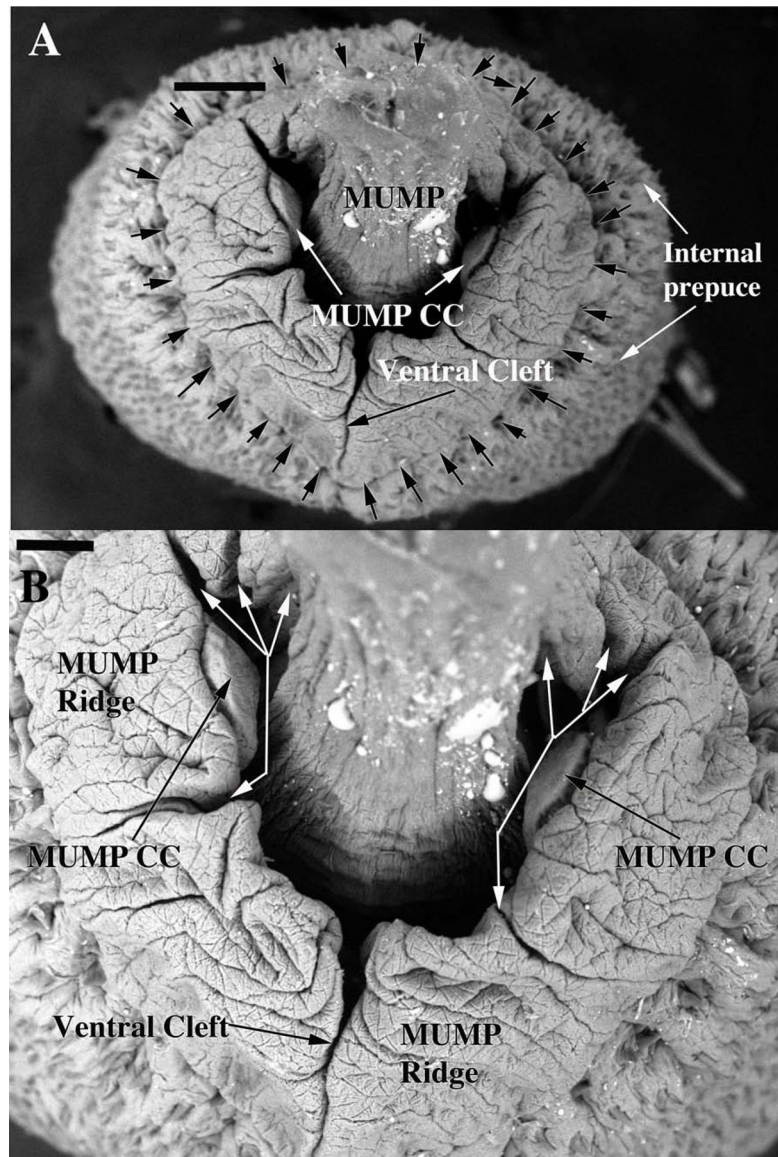 A
MUMP
Internal
prepuce
MUMP CC
Ventral Cleft
B
MUMP
Ridge
MUMP CC
MUMP CC
Ventral Cleft
MUMP
Ridge